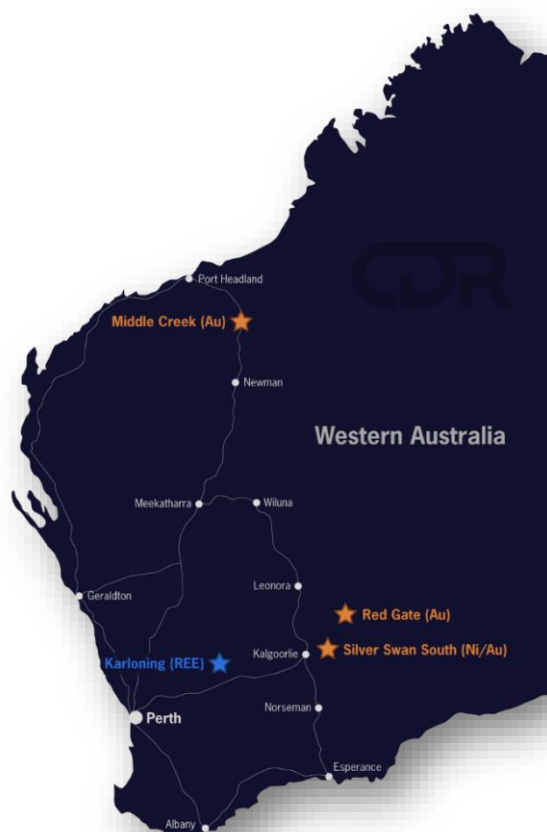 Port Headland
CDR
Middle Creek (Au)
Newman
Western Australia
Meekatharra
Wiluna
Leonora
Geraldton
Red Gate (Au)
Silver Swan South (Ni/Au)
Kalgoorlie
Karloning (REE)
Norseman
Perth
Esperance
Albany